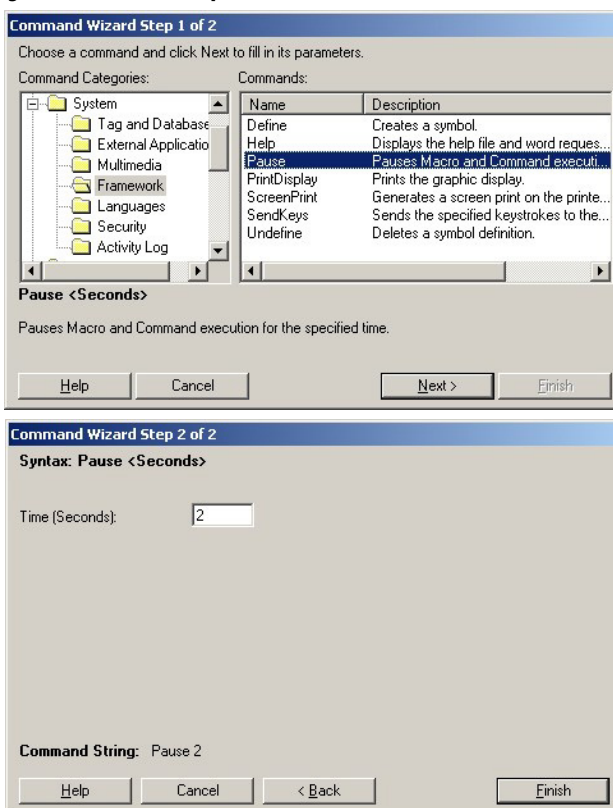 Command Wizard Step 1 of 2
Choose a command and click Next to fill in its parameters.
Command Categories: Commands:
System
Tag and Database
External Applicatio
Multimedia
Framework
Languages
Security
Activity Log
Name Description
Define Creates a symbol.
Help Displays the help file and word reques...
Pause Pauses Macro and Command executi...
PrintDisplay Prints the graphic display.
ScreenPrint Generates a screen print on the printe...
SendKeys Sends the specified keystrokes to the...
Undefine Deletes a symbol definition.
Pause <Seconds>
Pauses Macro and Command execution for the specified time.
Help Cancel Next > Finish
Command Wizard Step 2 of 2
Syntax: Pause <Seconds>
Time (Seconds): 2
Command String: Pause 2
Help Cancel < Back Finish